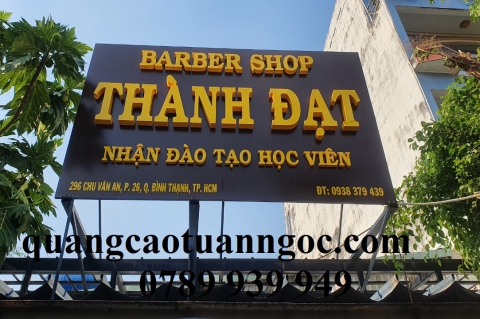 BARBER SHOP
THÀNH ĐẠT
NHẬN ĐÀO TẠO HỌC VIÊN
296 CHU VĂN AN, P. 26, Q. BÌNH THẠNH, TP. HCM
ĐT: 0938 379 439
quangcaotuanngoc.com
0789 939 949